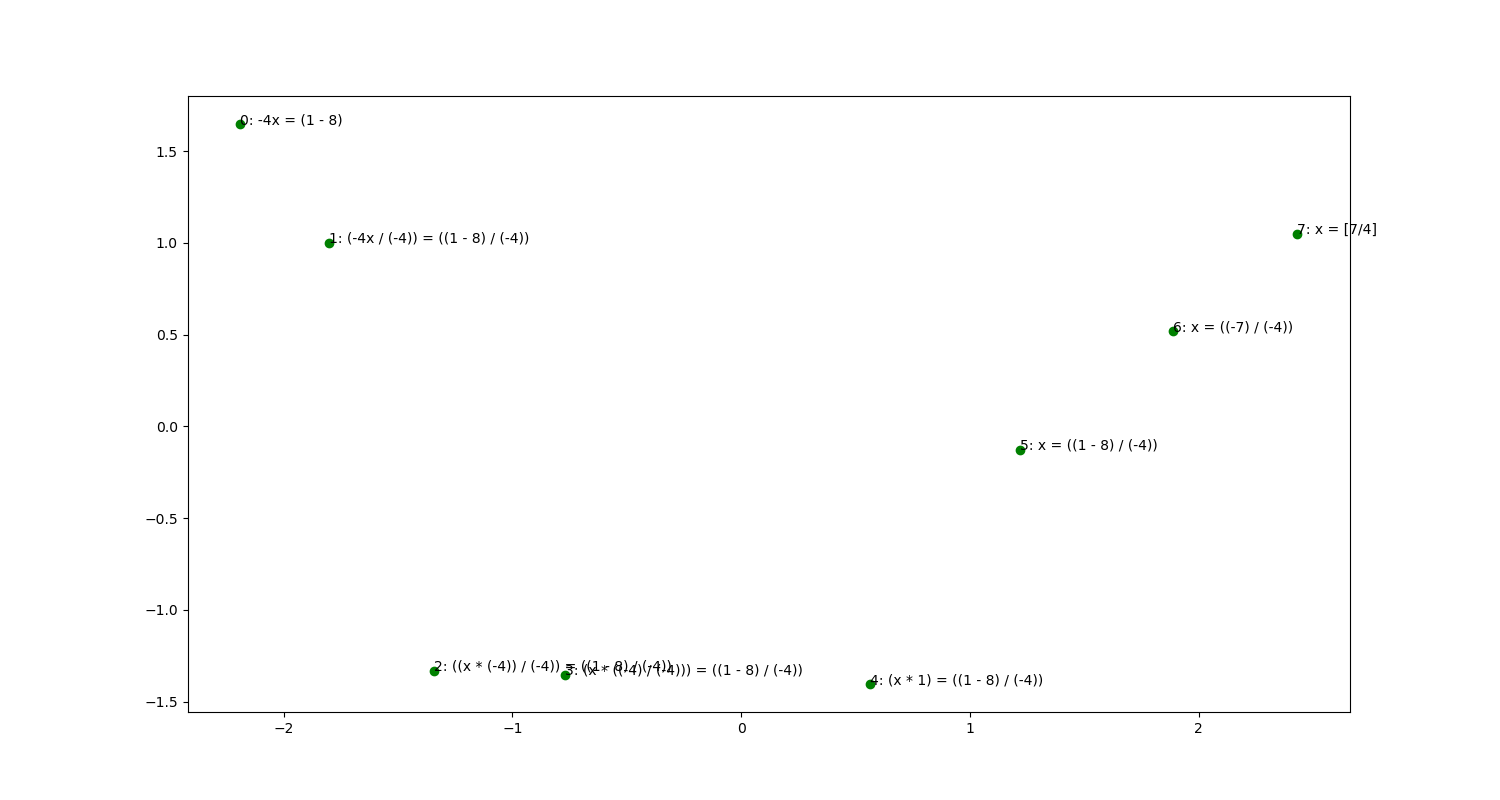 0: -4x = (1 - 8)
1: (-4x / (-4)) = ((1 - 8) / (-4))
7: x = [7/4]
6: x = ((-7) / (-4))
5: x = ((1 - 8) / (-4))
2: ((x * (-4)) / (-4)) = ((1 - 8) / (-4))
3: (x * ((-4) / (-4))) = ((1 - 8) / (-4))
4: (x * 1) = ((1 - 8) / (-4))
1.5
1.0
0.5
0.0
−0.5
−1.0
−1.5
−2
−1
0
1
2